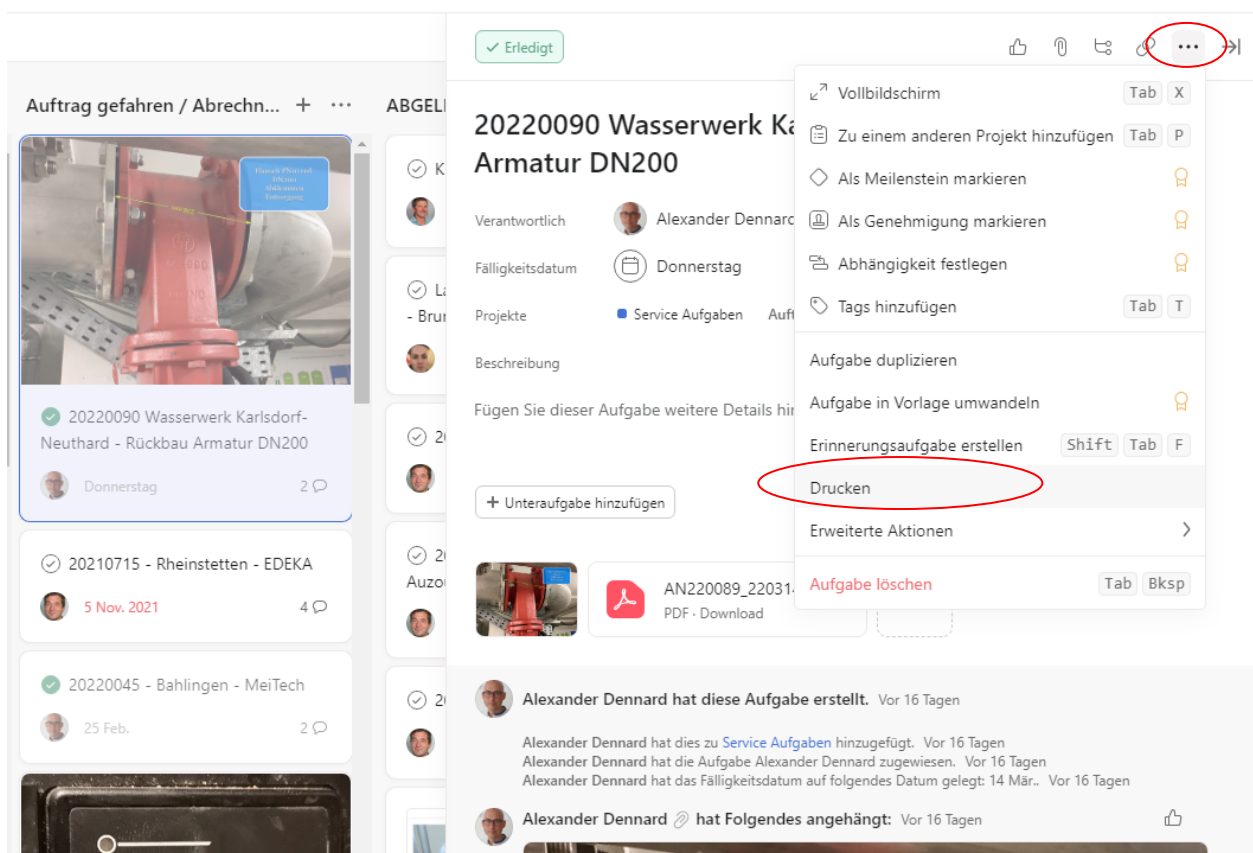 Erledigt
Auftrag gefahren / Abrechn...
20220090 Wasserwerk Karlsdorf-
Neuthard - Rückbau Armatur DN200
Donnerstag
2
20210715 - Rheinstetten - EDEKA
5 Nov. 2021
4
20220045 - Bahlingen - MeiTech
25 Feb.
2
ABGEL
K
- Brun
Auzou
20220090 Wasserwerk Ka
Armatur DN200
Verantwortlich
Alexander Dennard
Fälligkeitsdatum
Donnerstag
Projekte
Service Aufgaben
Auft
Beschreibung
Fügen Sie dieser Aufgabe weitere Details hin
+ Unteraufgabe hinzufügen
AN220089_220314
PDF · Download
Vollbildschirm Tab X
Zu einem anderen Projekt hinzufügen Tab P
Als Meilenstein markieren
Als Genehmigung markieren
Abhängigkeit festlegen
Tags hinzufügen Tab T
Aufgabe duplizieren
Aufgabe in Vorlage umwandeln
Erinnerungsaufgabe erstellen Shift Tab F
Drucken
Erweiterte Aktionen
Aufgabe löschen Tab Bksp
Alexander Dennard hat diese Aufgabe erstellt. Vor 16 Tagen
Alexander Dennard hat dies zu Service Aufgaben hinzugefügt. Vor 16 Tagen
Alexander Dennard hat die Aufgabe Alexander Dennard zugewiesen. Vor 16 Tagen
Alexander Dennard hat das Fälligkeitsdatum auf folgendes Datum gelegt: 14 Mär.. Vor 16 Tagen
Alexander Dennard hat Folgendes angehängt: Vor 16 Tagen